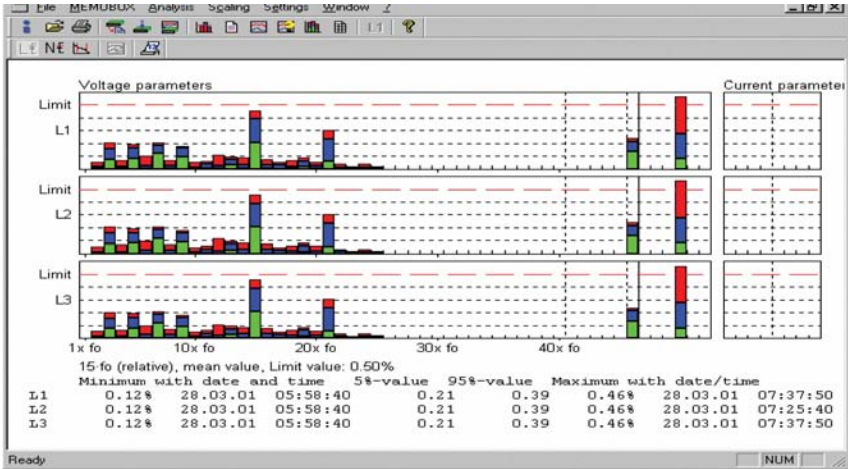 File MEMOBOX Analysis Scaling Settings Window ?
L1 ?
L€ N€
Voltage parameters Current parameter
Limit
L1
Limit
L2
Limit
L3
1x fo 10x fo 20x fo 30x fo 40x fo
15·fo (relative), mean value, Limit value: 0.50%
Minimum with date and time 5%-value 95%-value Maximum with date/time
L1 0.12% 28.03.01 05:58:40 0.21 0.39 0.46% 28.03.01 07:37:50
L2 0.12% 28.03.01 05:58:40 0.21 0.39 0.46% 28.03.01 07:25:40
L3 0.12% 28.03.01 05:58:40 0.21 0.39 0.46% 28.03.01 07:37:50
Ready NUM